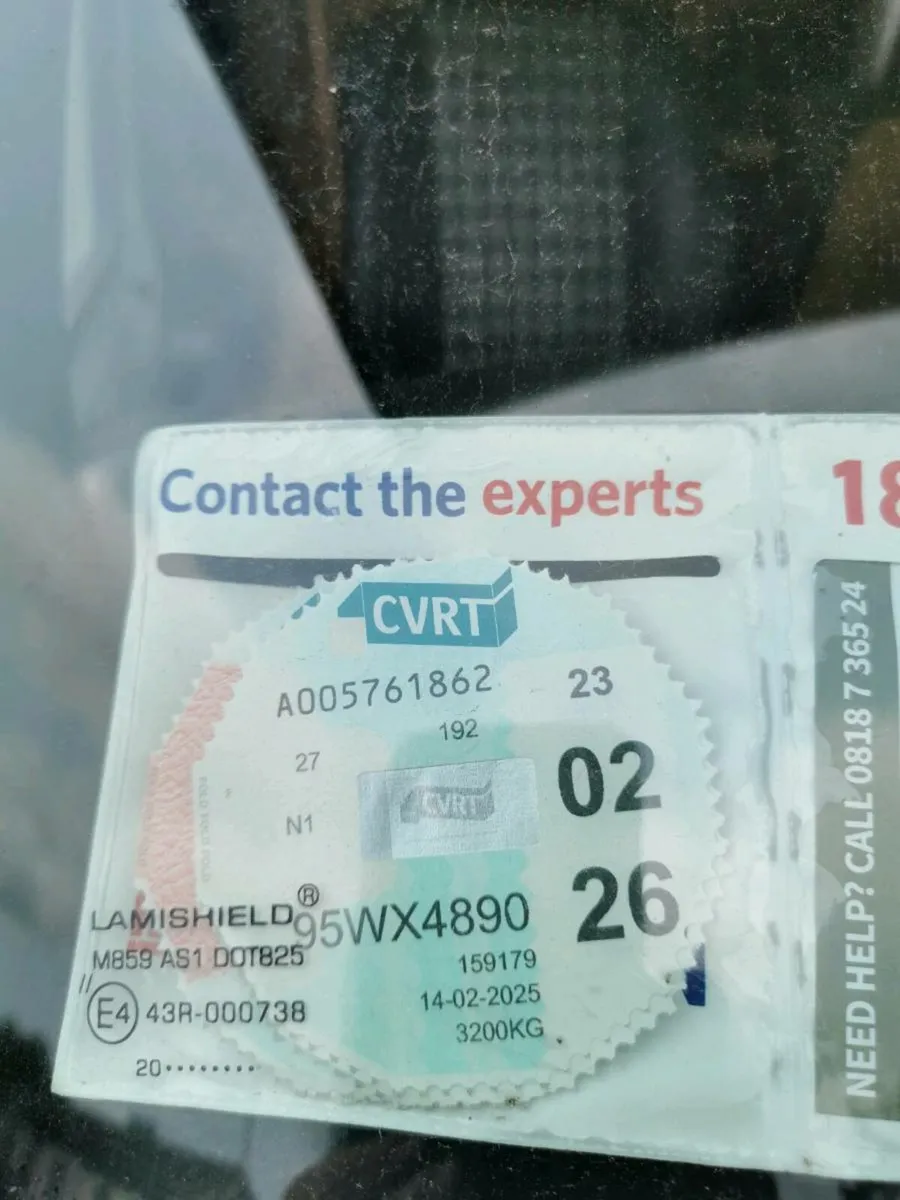 Contact the experts
18
CVRT
A005761862
23
192
27
02
CVRT
N1
26
LAMISHIELD®
95WX4890
M859 AS1 DOT825
159179
//
E4 43R-000738
14-02-2025
3200KG
20••••••••
NEED HELP? CALL 0818 7 365 24